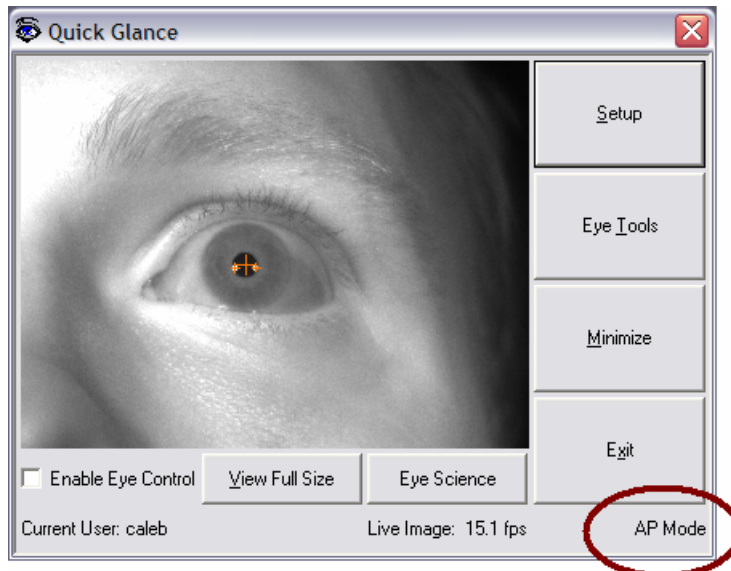 Quick Glance
Setup
Eye Tools
Minimize
Exit
Enable Eye Control
View Full Size
Eye Science
Current User: caleb
Live Image: 15.1 fps
AP Mode